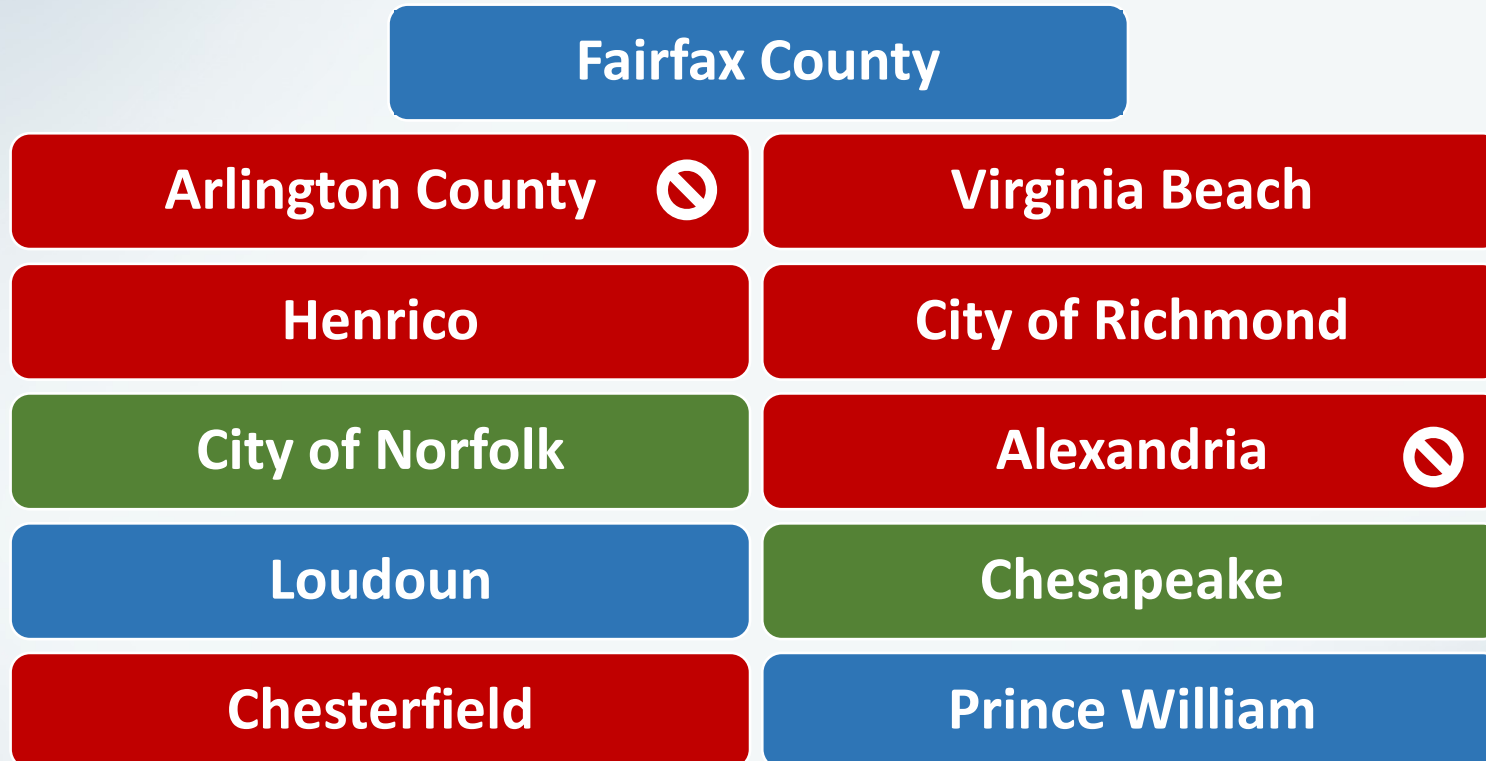 Fairfax County
Arlington County
Virginia Beach
Henrico
City of Richmond
City of Norfolk
Alexandria
Loudoun
Chesapeake
Chesterfield
Prince William